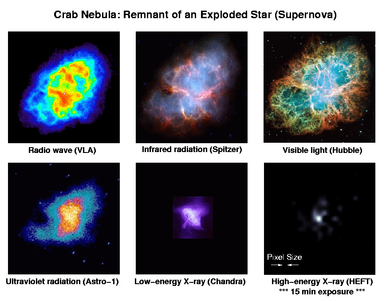 Crab Nebula: Remnant of an Exploded Star (Supernova)
Radio wave (VLA)
Infrared radiation (Spitzer)
Visible light (Hubble)
Ultraviolet radiation (Astro-1)
Low-energy X-ray (Chandra)
Pixel Size
High-energy X-ray (HEFT)
*** 15 min exposure ***